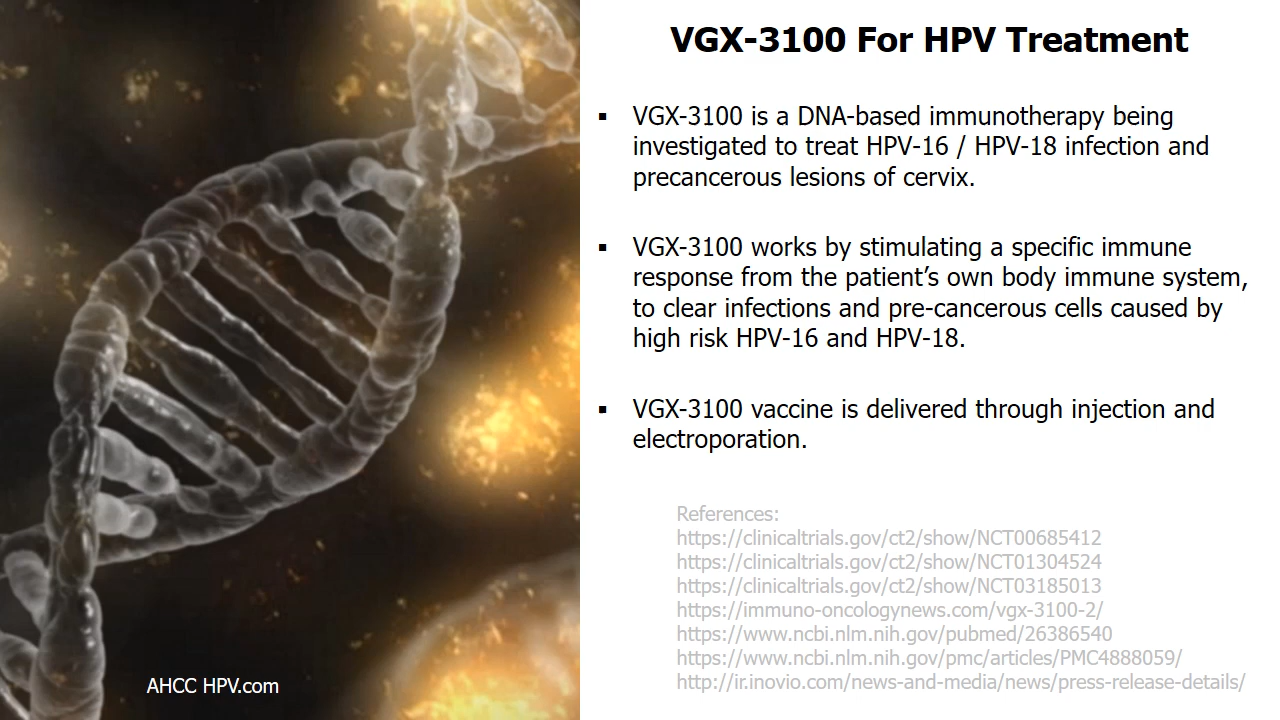 VGX-3100 For HPV Treatment
▪ VGX-3100 is a DNA-based immunotherapy being
investigated to treat HPV-16 / HPV-18 infection and
precancerous lesions of cervix.
▪ VGX-3100 works by stimulating a specific immune
response from the patient’s own body immune system,
to clear infections and pre-cancerous cells caused by
high risk HPV-16 and HPV-18.
▪ VGX-3100 vaccine is delivered through injection and
electroporation.
References:
https://clinicaltrials.gov/ct2/show/NCT00685412
https://clinicaltrials.gov/ct2/show/NCT01304524
https://clinicaltrials.gov/ct2/show/NCT03185013
https://immuno-oncologynews.com/vgx-3100-2/
https://www.ncbi.nlm.nih.gov/pubmed/26386540
https://www.ncbi.nlm.nih.gov/pmc/articles/PMC4888059/
http://ir.inovio.com/news-and-media/news/press-release-details/
AHCC HPV.com